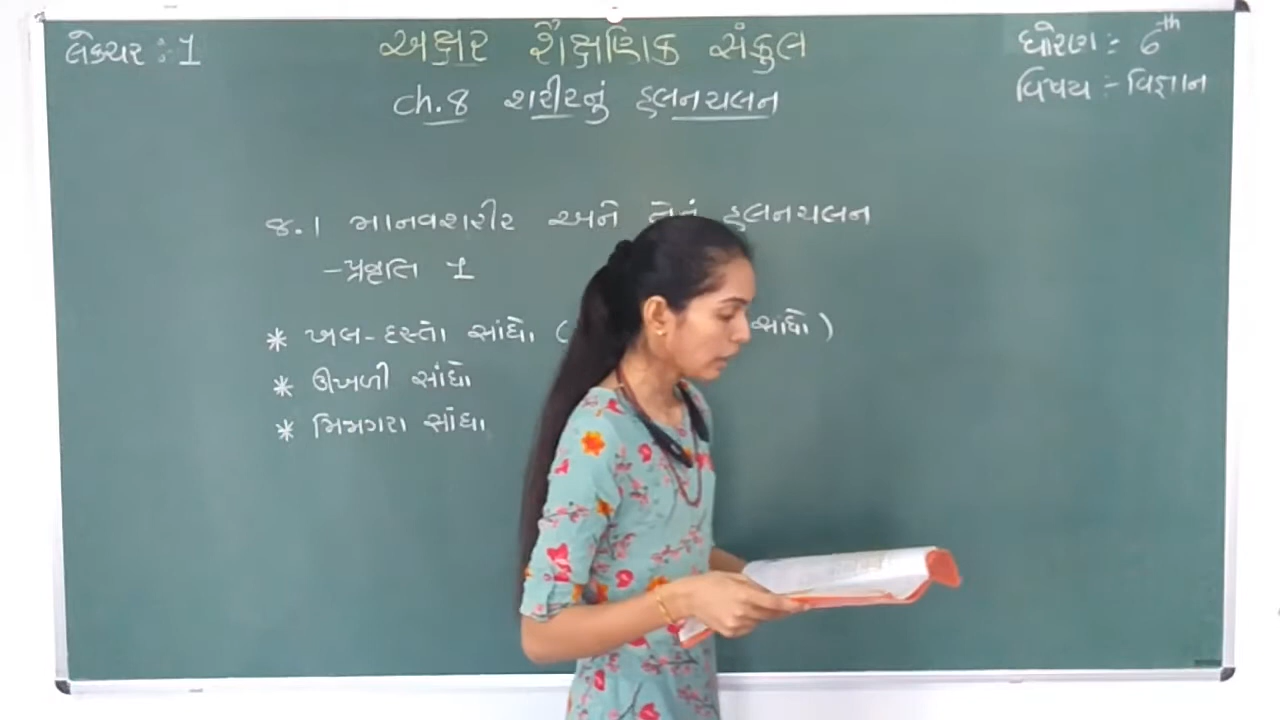 લેક્ચર :- 1
અક્ષર શૈક્ષણિક સંકુલ
ધોરણ :- 6th
ch.8 શરીરનું હલનચલન
વિષય :- વિજ્ઞાન
8.1 માનવશરીર અને તેનું હલનચલન
-પ્રવૃત્તિ 1
* ખલ-દસ્તો સાંધો ( સાંધો )
* ઊખળી સાંધો
* મિજાગરા સાંધા